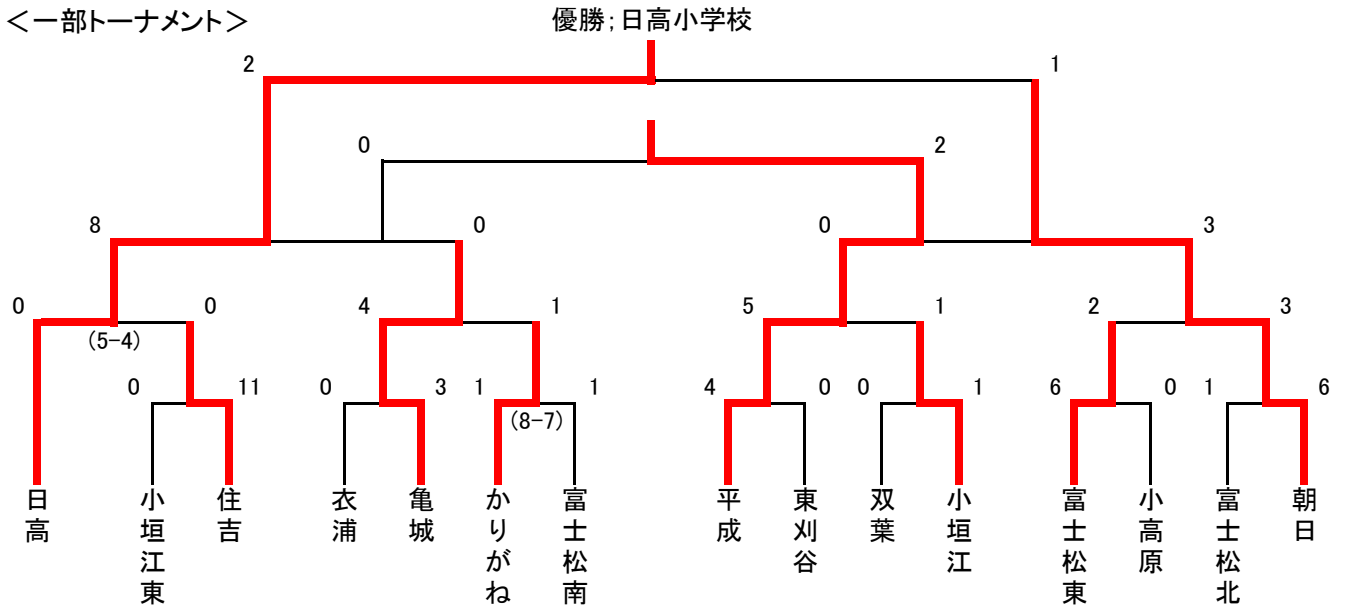 ＜一部トーナメント＞
優勝；日高小学校
2
1
0
2
8
0
0
3
0
0
4
1
5
1
2
3
(5-4)
0
11
0
3
1
1
4
0
0
1
6
0
1
6
(8-7)
日高
小垣江東
住吉
衣浦
亀城
かりがね
富士松南
平成
東刈谷
双葉
小垣江
富士松東
小高原
富士松北
朝日